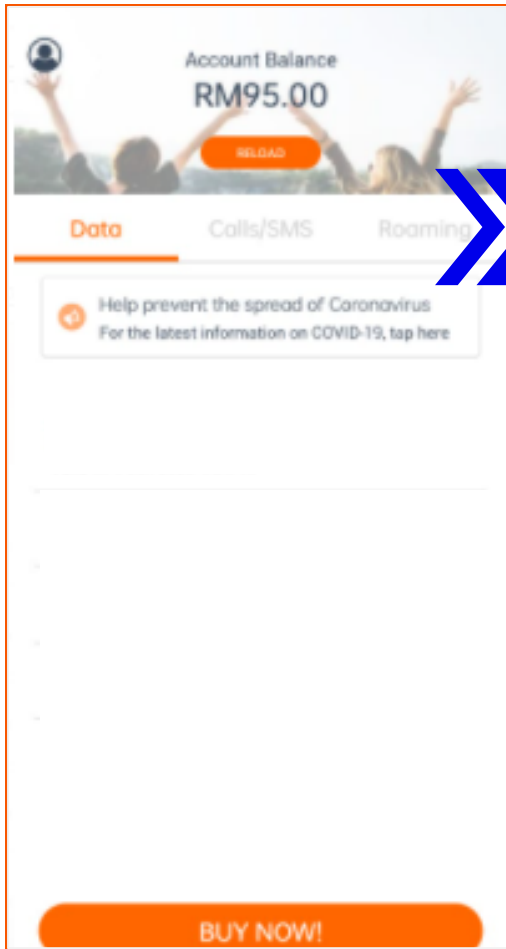 Account Balance
RM95.00
RELOAD
Data Calls/SMS Roaming
Help prevent the spread of Coronavirus
For the latest information on COVID-19, tap here
BUY NOW!